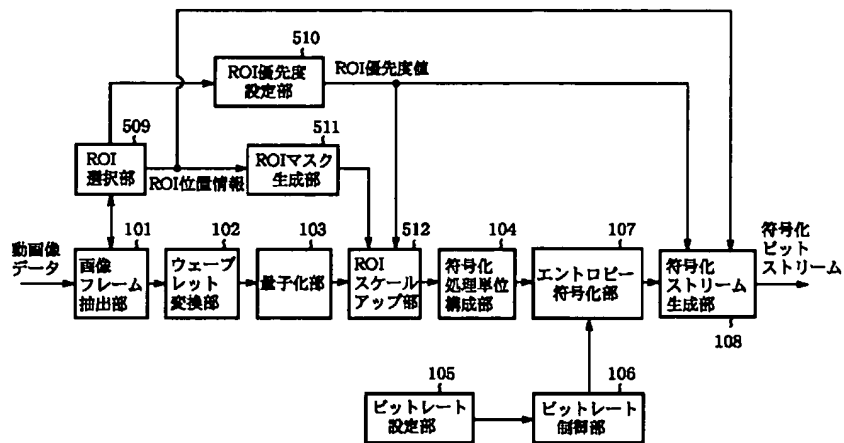 510
ROI優先度
設定部
ROI優先度値
509
ROI
選択部
ROI位置情報
511
ROIマスク
生成部
動画像
データ
101
画像
フレーム
抽出部
102
ウェーブ
レット
変換部
103
量子化部
512
ROI
スケール
アップ部
104
符号化
処理単位
構成部
107
エントロピー
符号化部
符号化
ストリーム
生成部
108
符号化
ビット
ストリーム
105
ビットレート
設定部
106
ビットレート
制御部